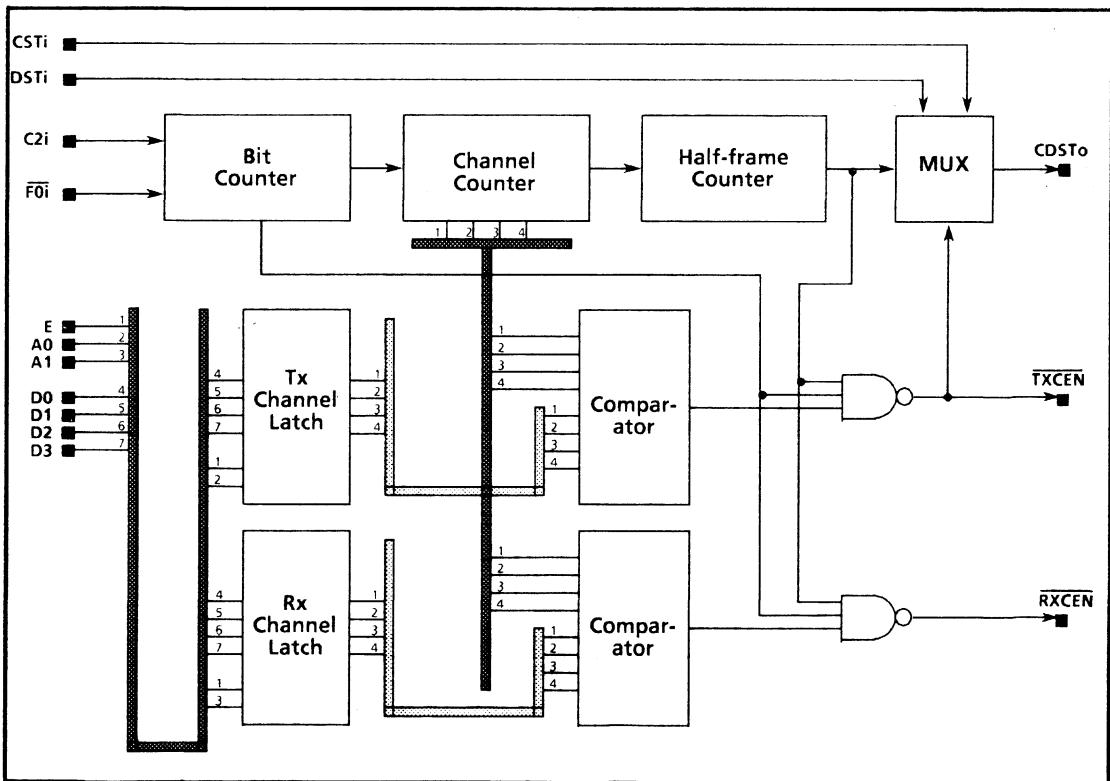 CSTi
DSTi
C2i
F0i
Bit
Counter
Channel
Counter
1 2 3 4
Half-frame
Counter
MUX
CDSTo
E
A0
A1
D0
D1
D2
D3
1
2
3
4
5
6
7
4
5
6
7
1
2
Tx
Channel
Latch
1
2
3
4
1
2
3
4
1
2
3
4
Compar-
ator
TXCEN
4
5
6
7
1
3
Rx
Channel
Latch
1
2
3
4
1
2
3
4
1
2
3
4
Compar-
ator
RXCEN